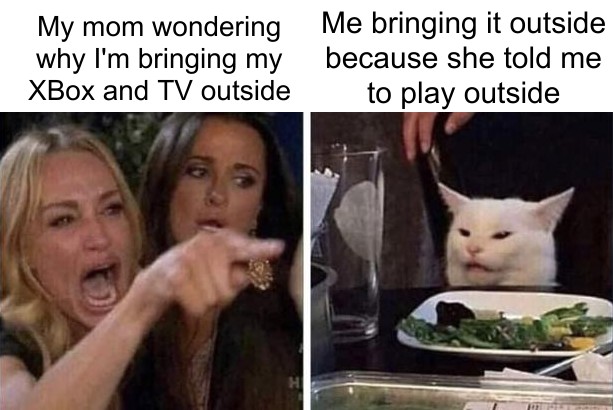 My mom wondering
why I'm bringing my
XBox and TV outside
Me bringing it outside
because she told me
to play outside